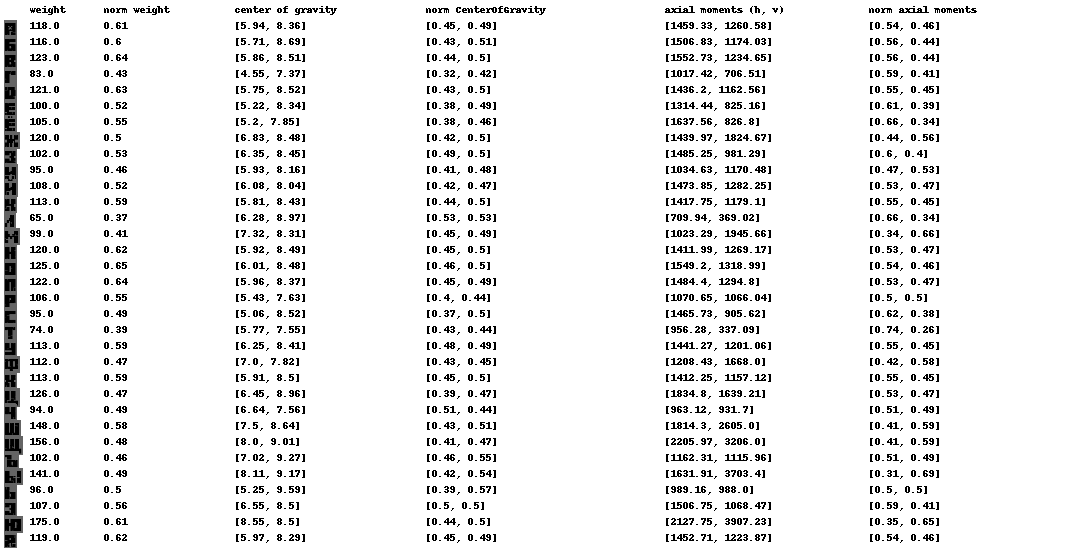 weight norm weight center of gravity norm CenterOfGravity axial moments (h, v) norm axial moments
118.0 0.61 [5.94, 8.36] [0.45, 0.49] [1459.33, 1260.58] [0.54, 0.46]
116.0 0.6 [5.71, 8.69] [0.43, 0.51] [1506.83, 1174.03] [0.56, 0.44]
123.0 0.64 [5.86, 8.51] [0.44, 0.5] [1552.73, 1234.65] [0.56, 0.44]
83.0 0.43 [4.55, 7.37] [0.32, 0.42] [1017.42, 706.51] [0.59, 0.41]
121.0 0.63 [5.75, 8.52] [0.43, 0.5] [1436.2, 1162.56] [0.55, 0.45]
100.0 0.52 [5.22, 8.34] [0.38, 0.49] [1314.44, 825.16] [0.61, 0.39]
105.0 0.55 [5.2, 7.85] [0.38, 0.46] [1637.56, 826.8] [0.66, 0.34]
120.0 0.5 [6.83, 8.48] [0.42, 0.5] [1439.97, 1824.67] [0.44, 0.56]
102.0 0.53 [6.35, 8.45] [0.49, 0.5] [1485.25, 981.29] [0.6, 0.4]
95.0 0.46 [5.93, 8.16] [0.41, 0.48] [1034.63, 1170.48] [0.47, 0.53]
108.0 0.52 [6.08, 8.04] [0.42, 0.47] [1473.85, 1282.25] [0.53, 0.47]
113.0 0.59 [5.81, 8.43] [0.44, 0.5] [1417.75, 1179.1] [0.55, 0.45]
65.0 0.37 [6.28, 8.97] [0.53, 0.53] [709.94, 369.02] [0.66, 0.34]
99.0 0.41 [7.32, 8.31] [0.45, 0.49] [1023.29, 1945.66] [0.34, 0.66]
120.0 0.62 [5.92, 8.49] [0.45, 0.5] [1411.99, 1269.17] [0.53, 0.47]
125.0 0.65 [6.01, 8.48] [0.46, 0.5] [1549.2, 1318.99] [0.54, 0.46]
122.0 0.64 [5.96, 8.37] [0.45, 0.49] [1484.4, 1294.8] [0.53, 0.47]
106.0 0.55 [5.43, 7.63] [0.4, 0.44] [1070.65, 1066.04] [0.5, 0.5]
95.0 0.49 [5.06, 8.52] [0.37, 0.5] [1465.73, 905.62] [0.62, 0.38]
74.0 0.39 [5.77, 7.55] [0.43, 0.44] [956.28, 337.09] [0.74, 0.26]
113.0 0.59 [6.25, 8.41] [0.48, 0.49] [1441.27, 1201.06] [0.55, 0.45]
112.0 0.47 [7.0, 7.82] [0.43, 0.45] [1208.43, 1668.0] [0.42, 0.58]
113.0 0.59 [5.91, 8.5] [0.45, 0.5] [1412.25, 1157.12] [0.55, 0.45]
126.0 0.47 [6.45, 8.96] [0.39, 0.47] [1834.8, 1639.21] [0.53, 0.47]
94.0 0.49 [6.64, 7.56] [0.51, 0.44] [963.12, 931.7] [0.51, 0.49]
148.0 0.58 [7.5, 8.64] [0.43, 0.51] [1814.3, 2605.0] [0.41, 0.59]
156.0 0.48 [8.0, 9.01] [0.41, 0.47] [2205.97, 3206.0] [0.41, 0.59]
102.0 0.46 [7.02, 9.27] [0.46, 0.55] [1162.31, 1115.96] [0.51, 0.49]
141.0 0.49 [8.11, 9.17] [0.42, 0.54] [1631.91, 3703.4] [0.31, 0.69]
96.0 0.5 [5.25, 9.59] [0.39, 0.57] [989.16, 988.0] [0.5, 0.5]
107.0 0.56 [6.55, 8.5] [0.5, 0.5] [1506.75, 1068.47] [0.59, 0.41]
175.0 0.61 [8.55, 8.5] [0.44, 0.5] [2127.75, 3907.23] [0.35, 0.65]
119.0 0.62 [5.97, 8.29] [0.45, 0.49] [1452.71, 1223.87] [0.54, 0.46]